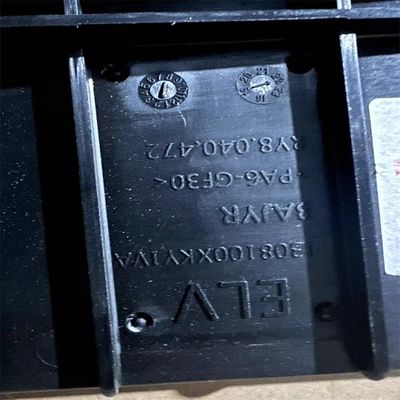 ELV
1308100XKY1VA
BAJYR
>PA6-GF30<
RY8.040.472